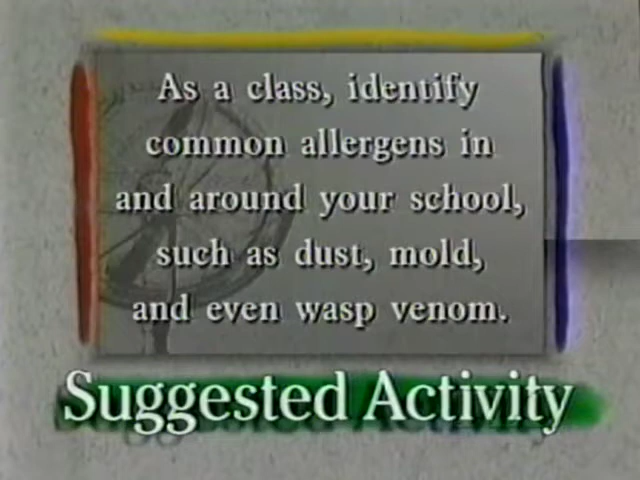 As a class, identify
common allergens in
and around your school,
such as dust, mold,
and even wasp venom.
Suggested Activity